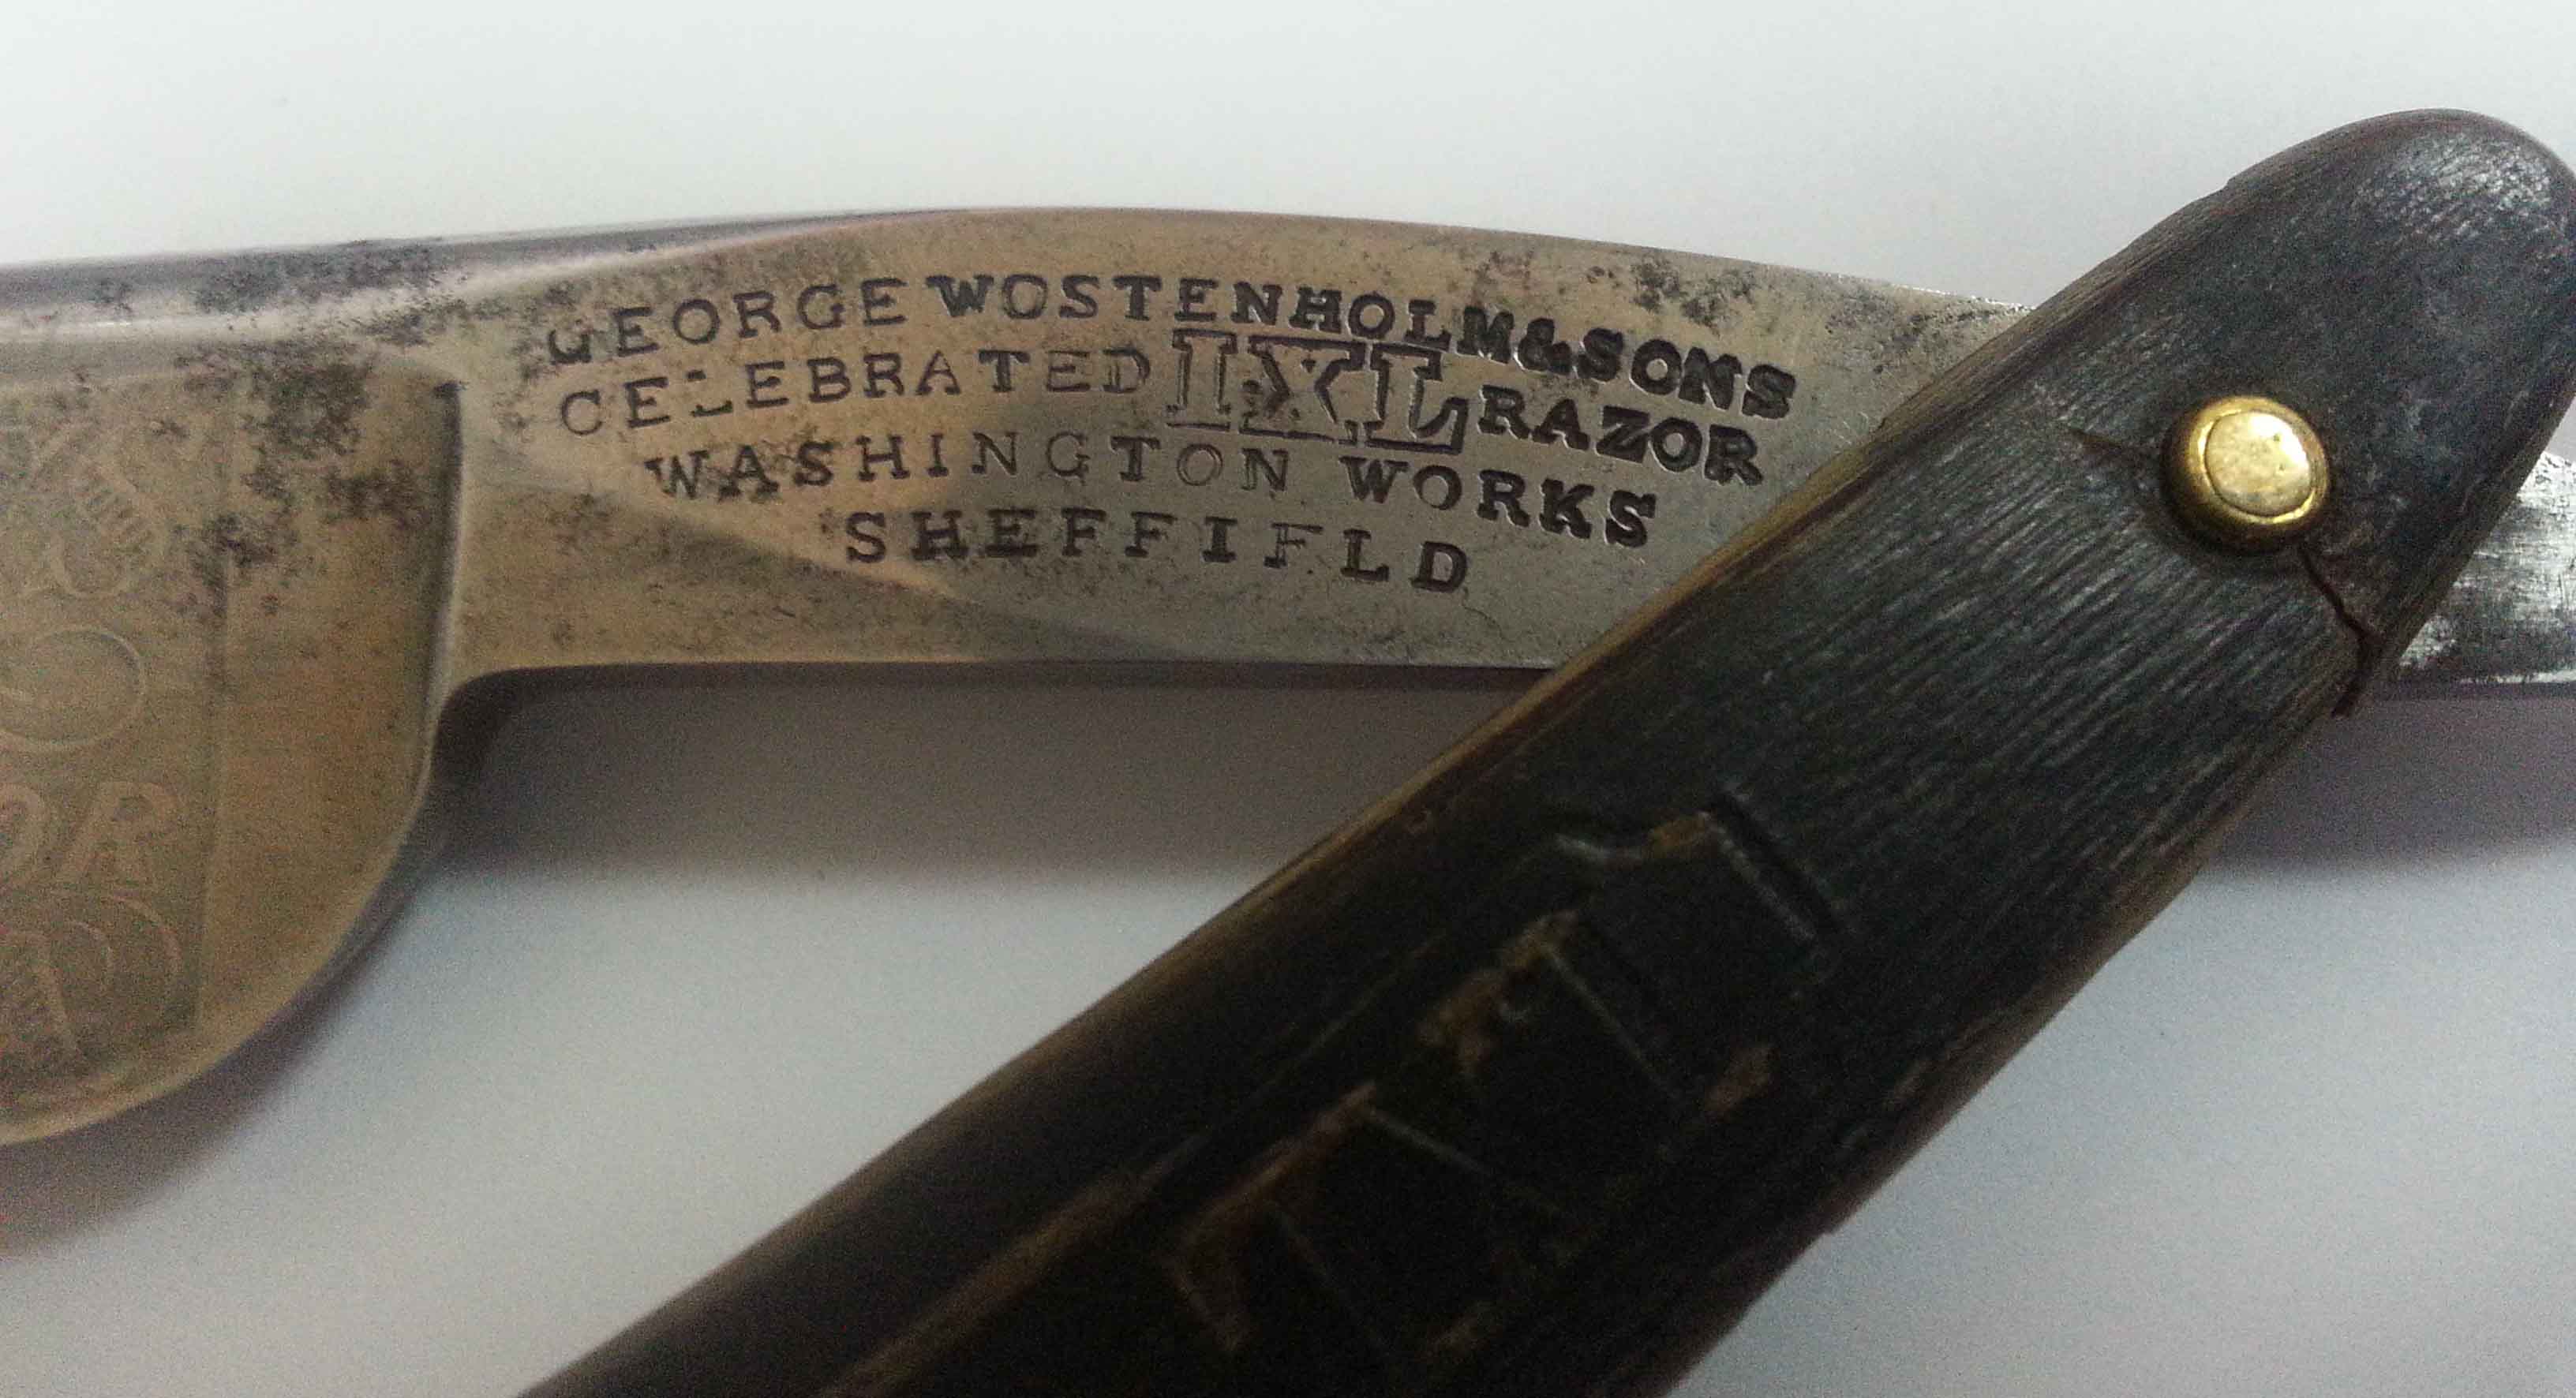 GEORGE WOSTENHOLM & SONS
CELEBRATED IXL RAZOR
WASHINGTON WORKS
SHEFFIFLD